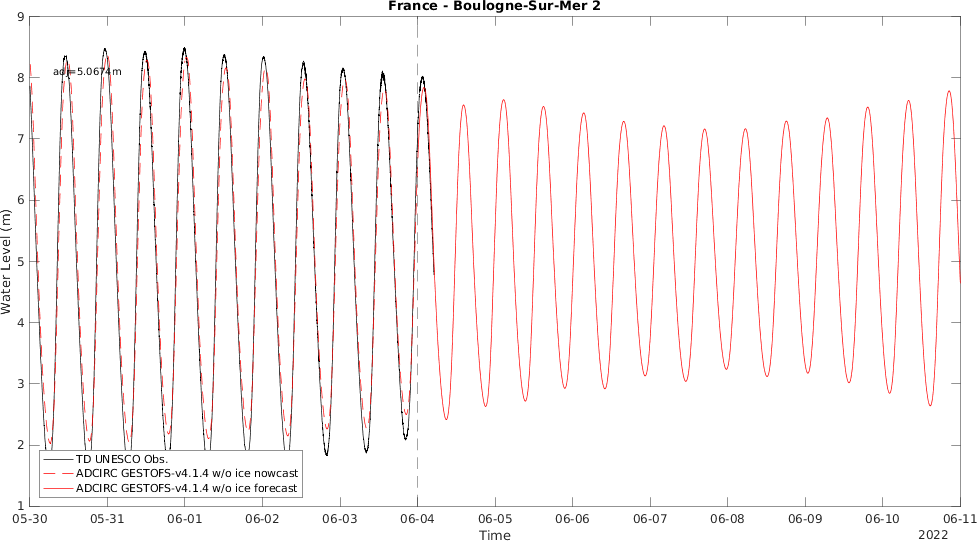 France - Boulogne-Sur-Mer 2
9
8
7
6
5
4
3
2
1
Water Level (m)
adj=5.0674m
TD UNESCO Obs.
ADCIRC GESTOFS-v4.1.4 w/o ice nowcast
ADCIRC GESTOFS-v4.1.4 w/o ice forecast
05-30 05-31 06-01 06-02 06-03 06-04 06-05 06-06 06-07 06-08 06-09 06-10 06-11
Time
2022